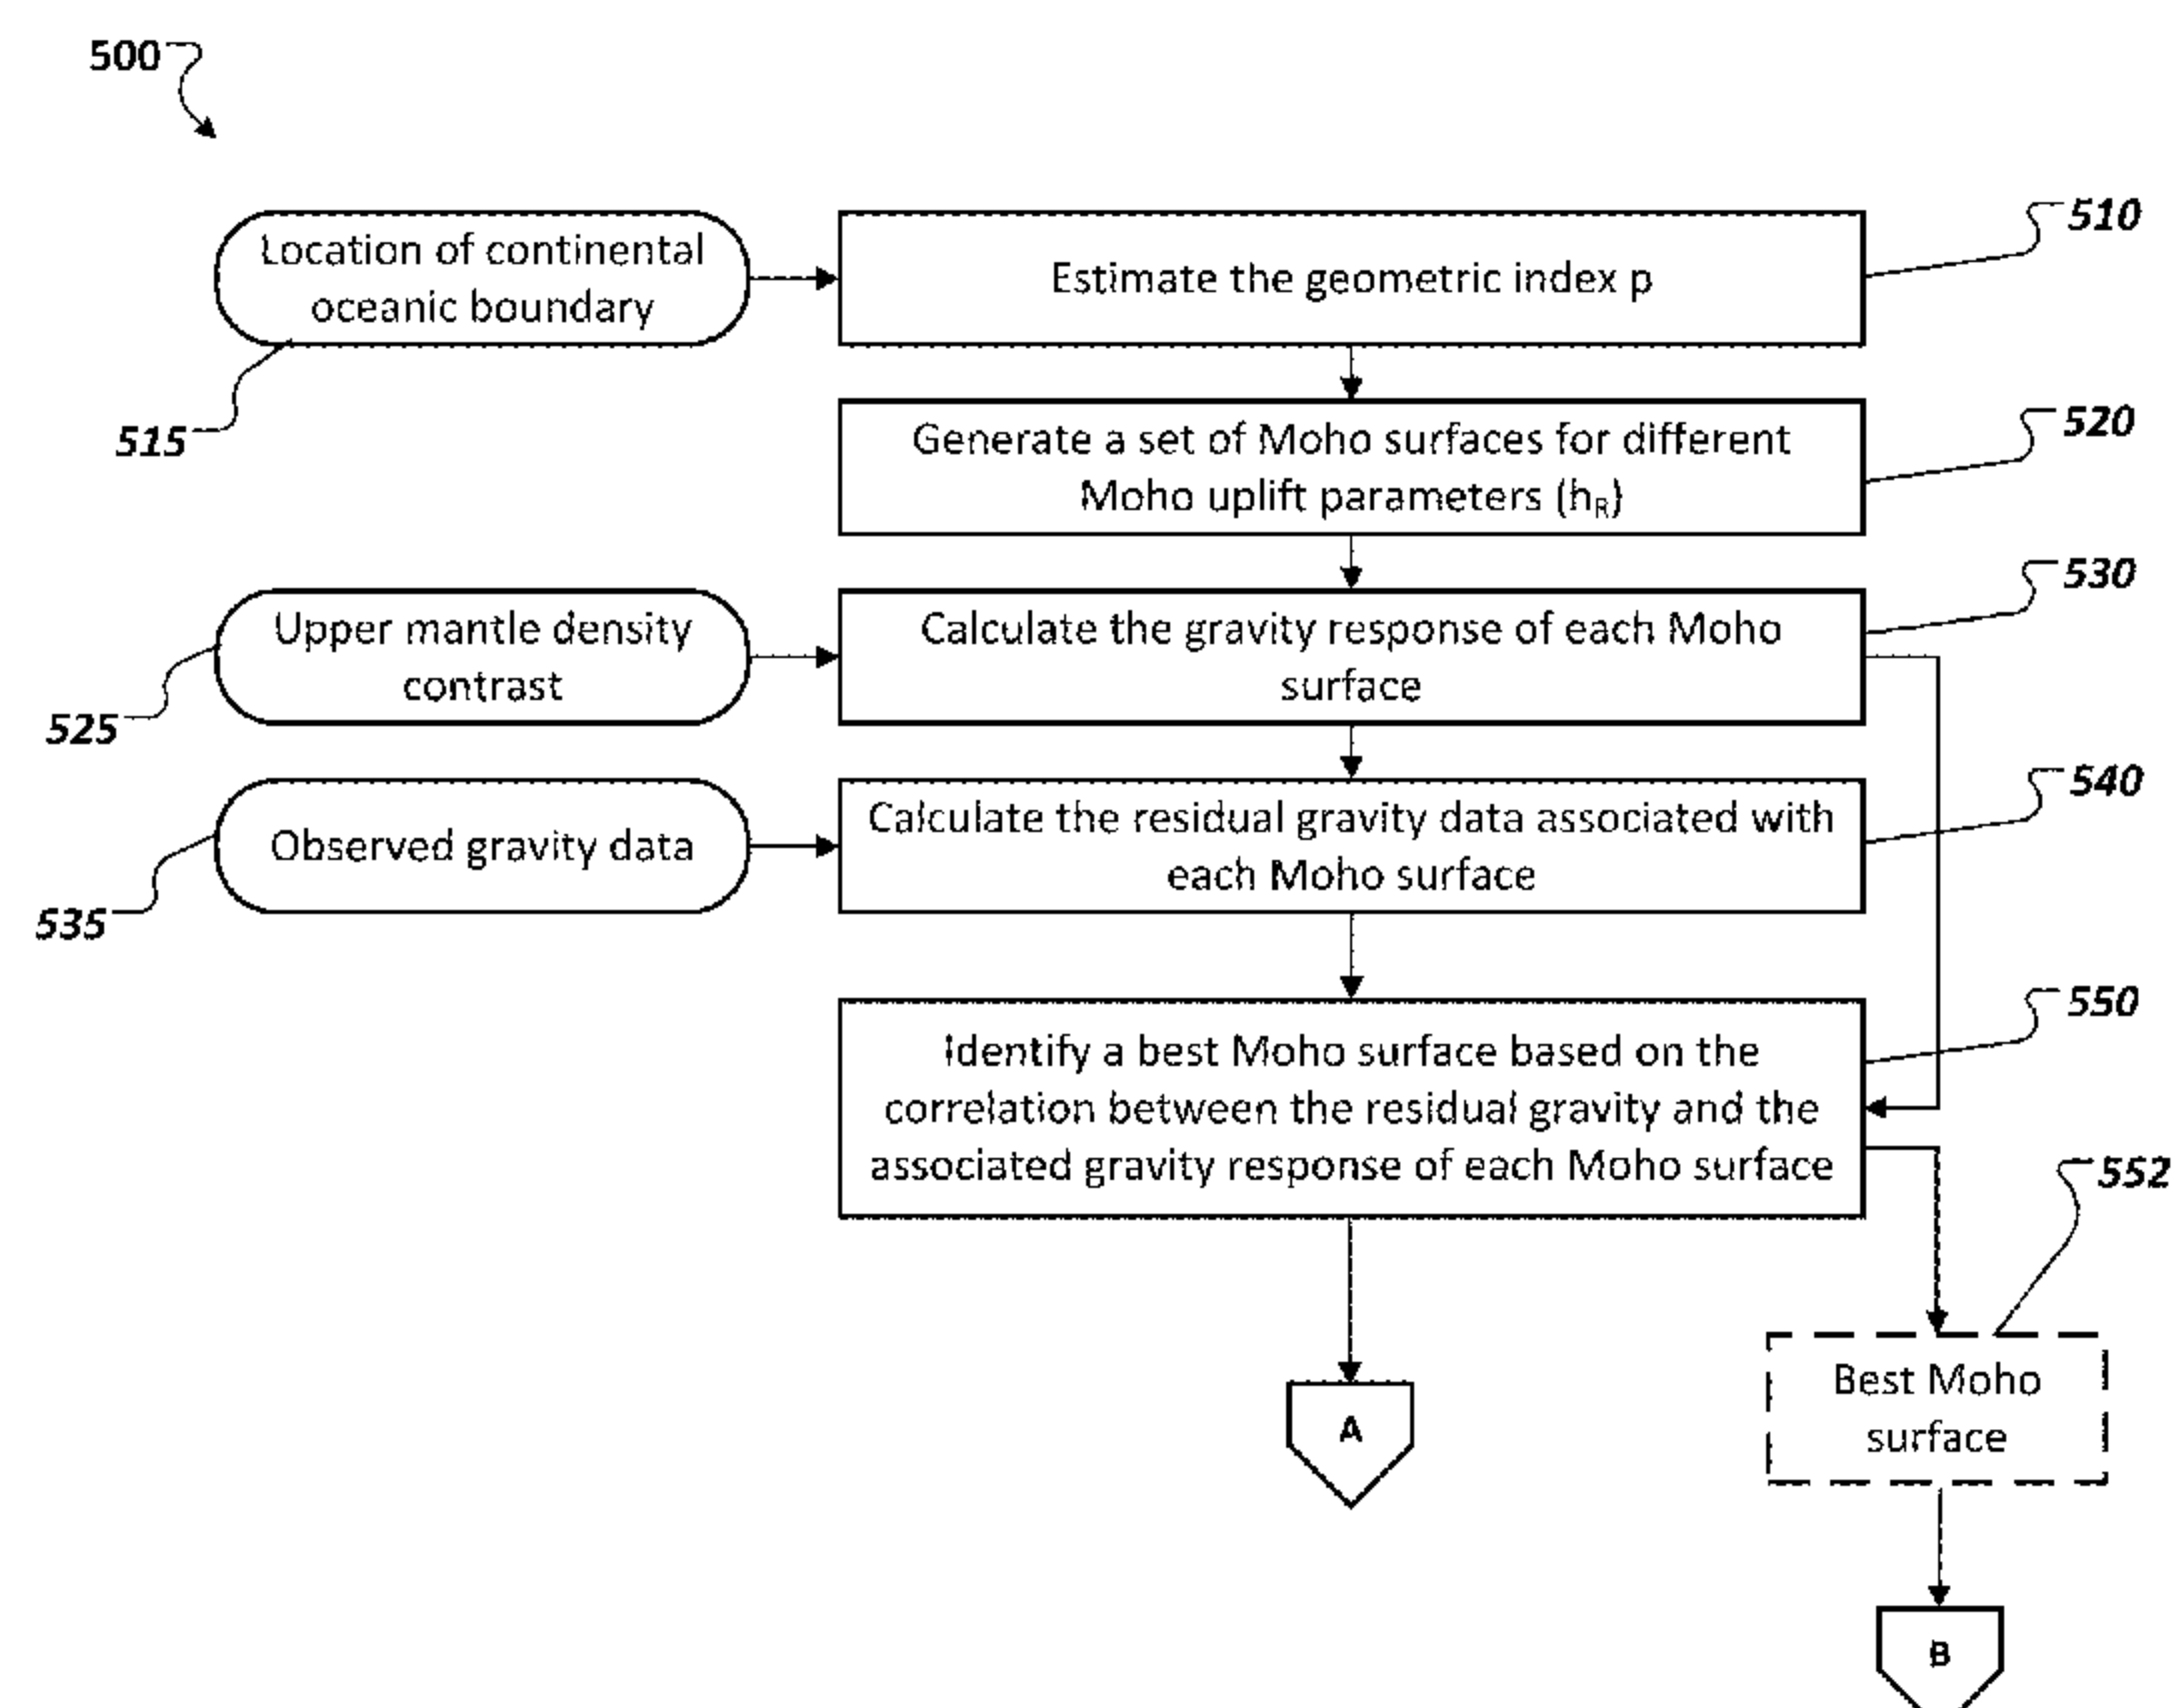 500
Location of continental
oceanic boundary
515
Estimate the geometric index p
510
Generate a set of Moho surfaces for different
Moho uplift parameters (hR)
520
Upper mantle density
contrast
525
Calculate the gravity response of each Moho
surface
530
Observed gravity data
535
Calculate the residual gravity data associated with
each Moho surface
540
Identify a best Moho surface based on the
correlation between the residual gravity and the
associated gravity response of each Moho surface
550
552
A
Best Moho
surface
B